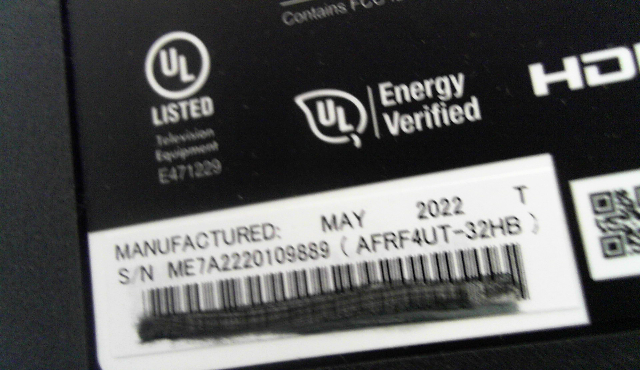 Contains FCC
UL
LISTED
Television
Equipment
E471229
UL Energy
Verified
HD
MANUFACTURED: MAY 2022 T
S/N ME7A2220109889 (AFRF4UT-32HB)